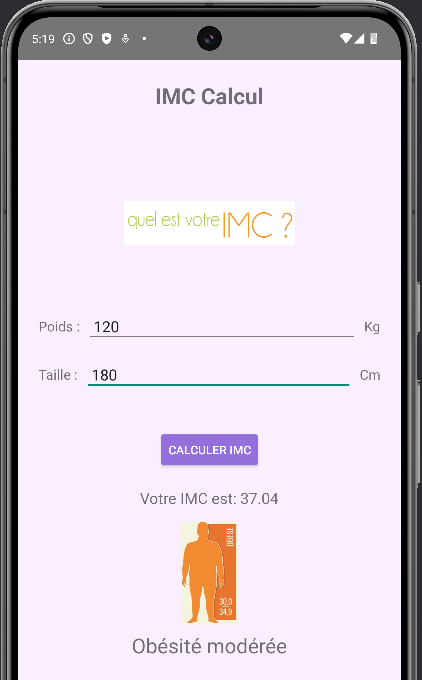 5:19
IMC Calcul
quel est votre IMC ?
Poids : 120 Kg
Taille : 180 Cm
CALCULER IMC
Votre IMC est: 37.04
OBESE
30,0
34,9
Obésité modérée